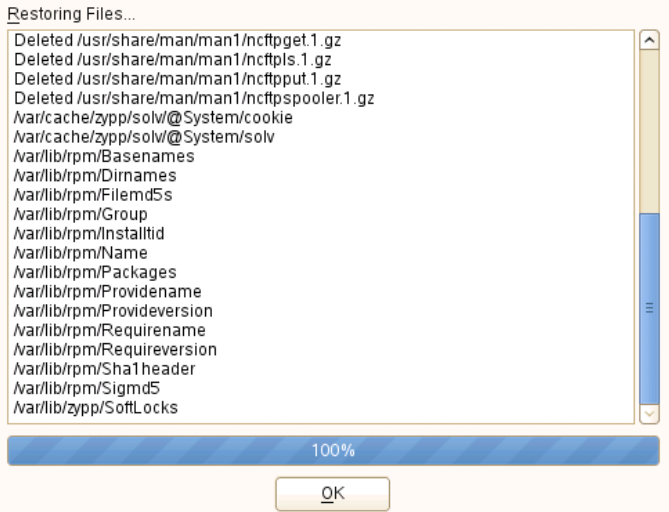 Restoring Files...
Deleted /usr/share/man/man1/ncftpget.1.gz
Deleted /usr/share/man/man1/ncftpls.1.gz
Deleted /usr/share/man/man1/ncftpput.1.gz
Deleted /usr/share/man/man1/ncftpspooler.1.gz
/var/cache/zypp/solv/@System/cookie
/var/cache/zypp/solv/@System/solv
/var/lib/rpm/Basenames
/var/lib/rpm/Dirnames
/var/lib/rpm/Filemd5s
/var/lib/rpm/Group
/var/lib/rpm/Installtid
/var/lib/rpm/Name
/var/lib/rpm/Packages
/var/lib/rpm/Providename
/var/lib/rpm/Provideversion
/var/lib/rpm/Requirename
/var/lib/rpm/Requireversion
/var/lib/rpm/Sha1header
/var/lib/rpm/Sigmd5
/var/lib/zypp/SoftLocks
100%
OK